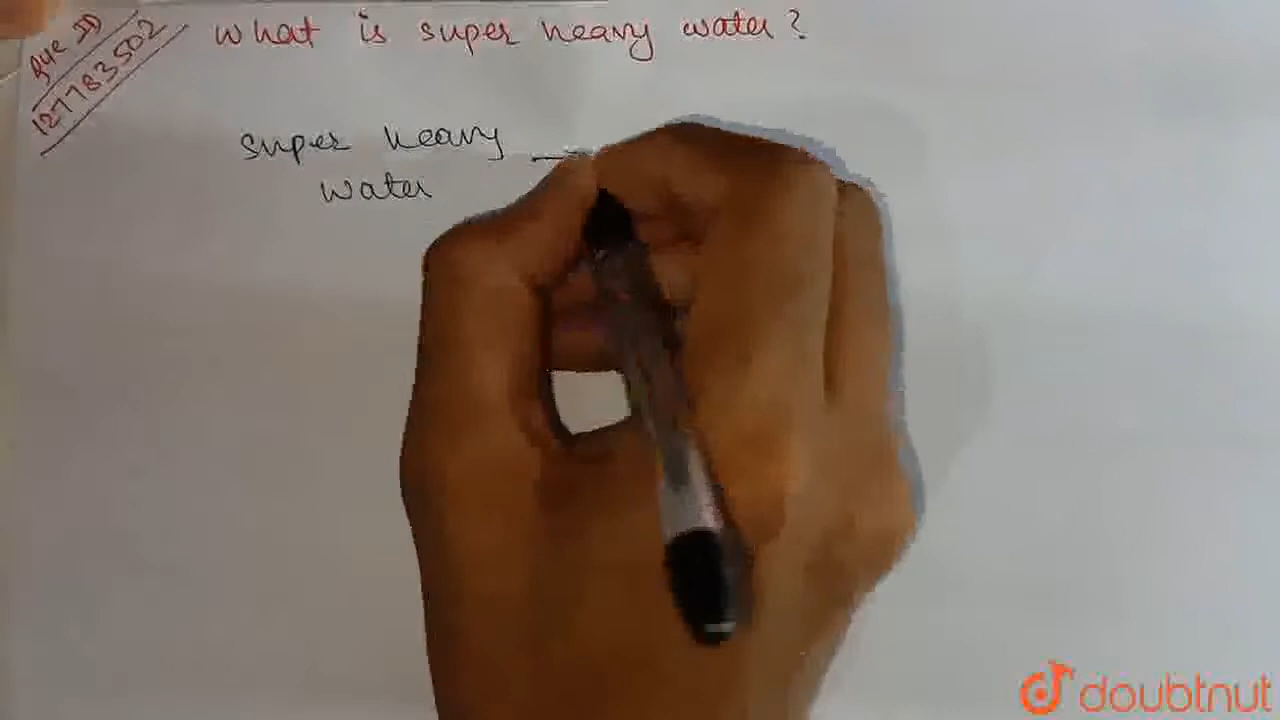 What is super heavy water?
Que ID
127783502
super heavy
water
doubtnut